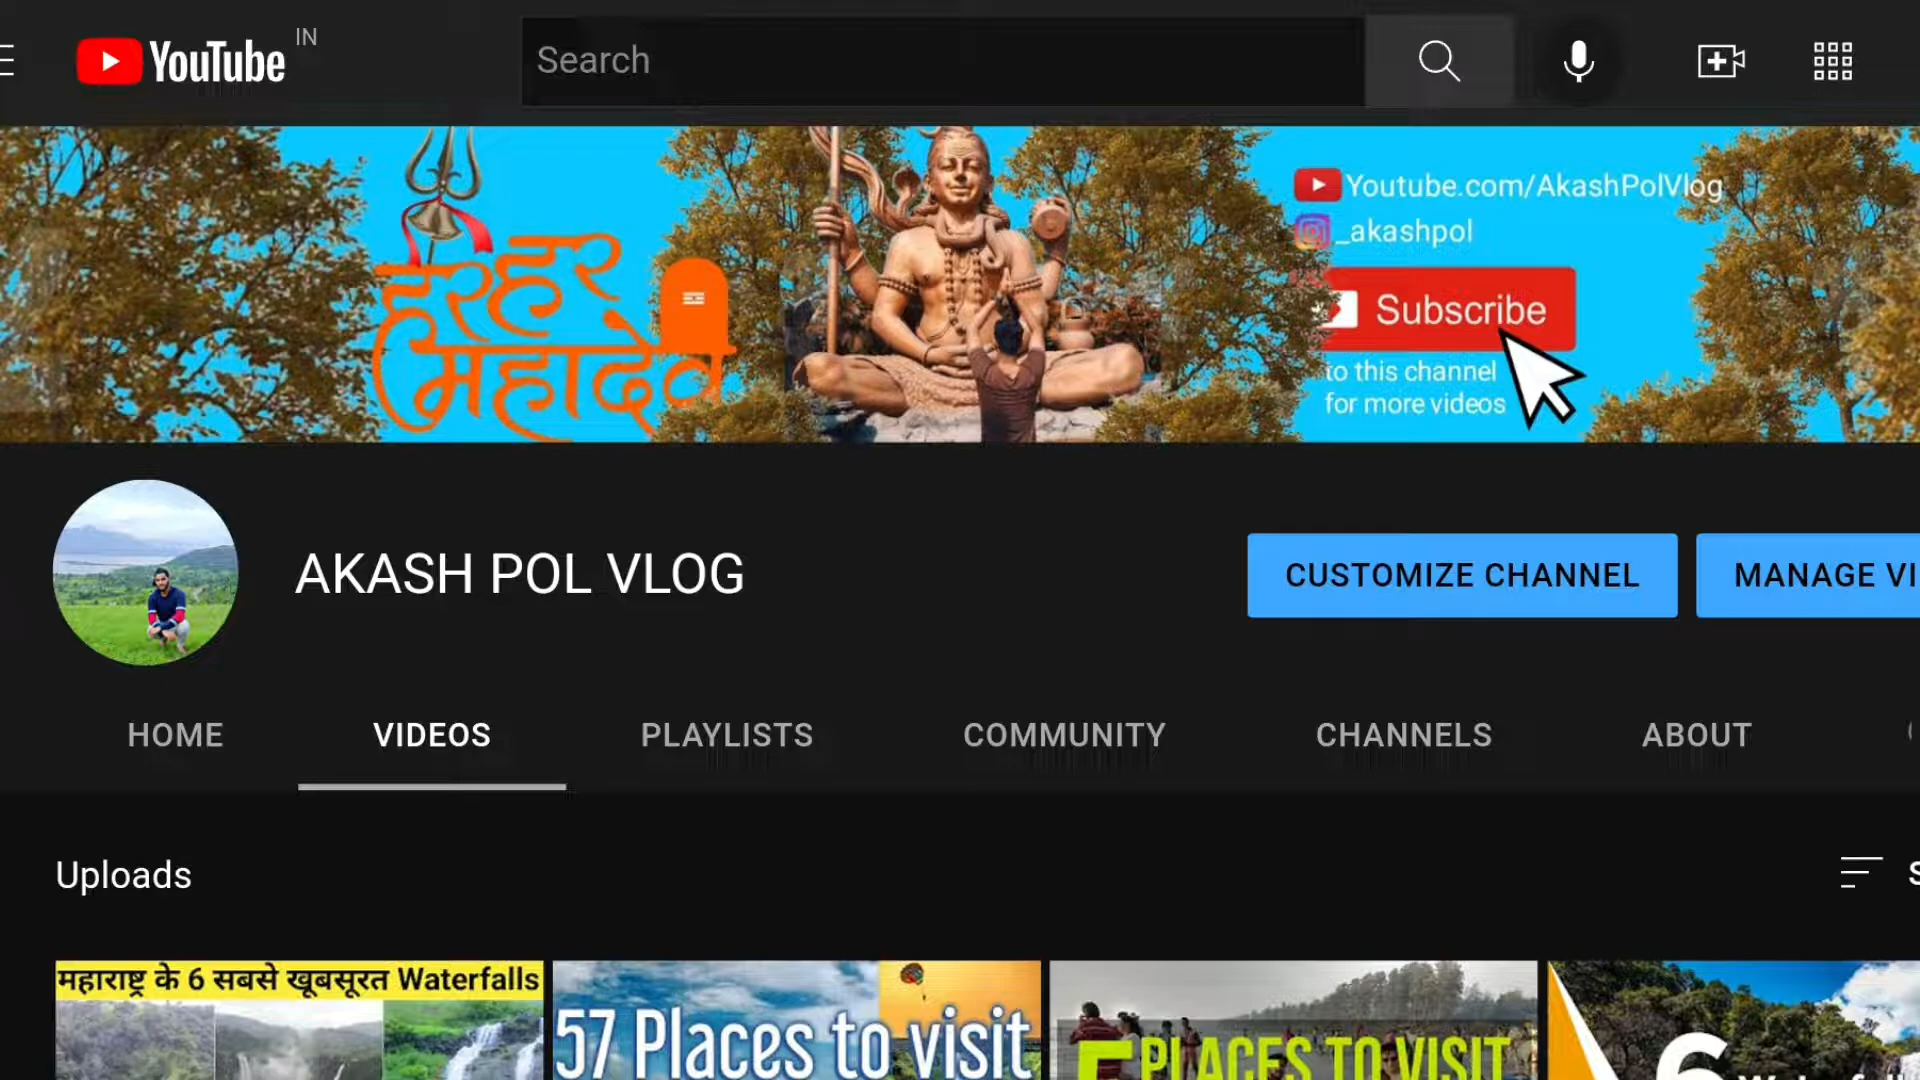 YouTube IN
Search
हर हर
महादेव
Youtube.com/AkashPolVlog
_akashpol
Subscribe
to this channel
for more videos
AKASH POL VLOG
CUSTOMIZE CHANNEL
MANAGE VI
HOME VIDEOS PLAYLISTS COMMUNITY CHANNELS ABOUT
Uploads
S
महाराष्ट्र के 6 सबसे खूबसूरत Waterfalls
57 Places to visit
5 PLACES TO VISIT
6